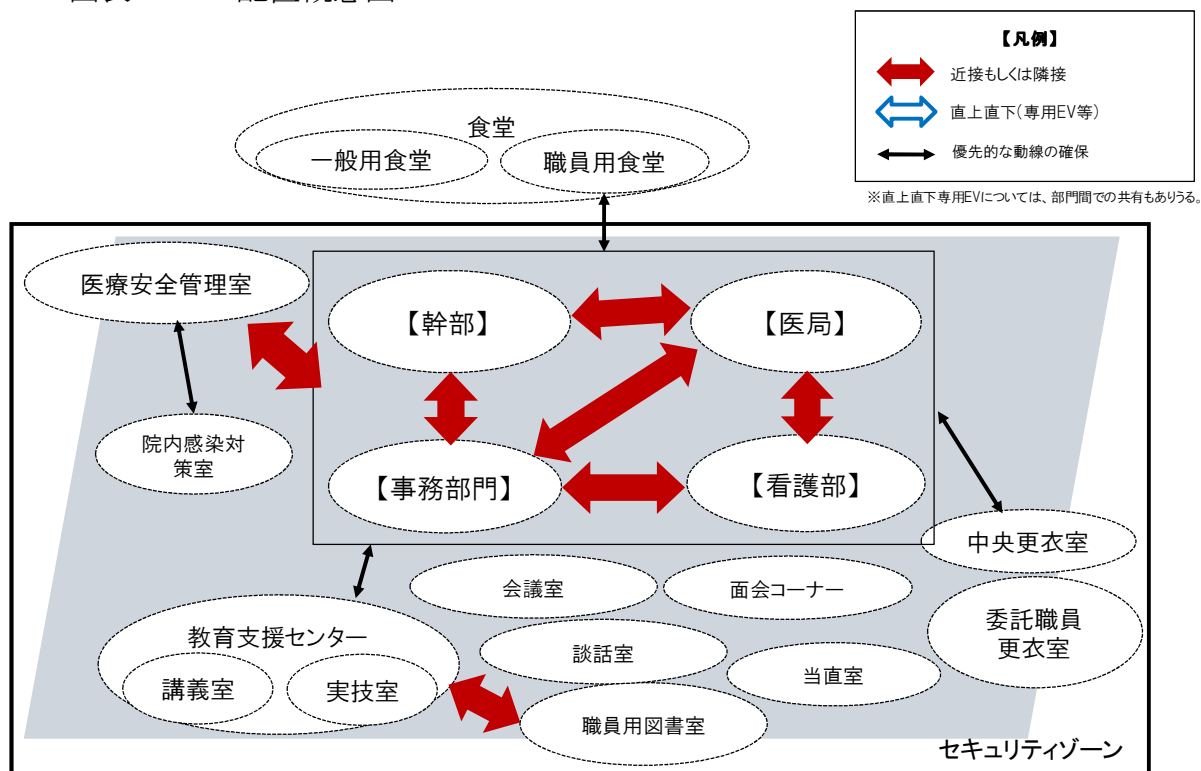 【凡例】
近接もしくは隣接
直上直下(専用EV等)
優先的な動線の確保
※直上直下専用EVについては、部門間での共有もありうる。
食堂
一般用食堂
職員用食堂
医療安全管理室
【幹部】
【医局】
院内感染対
策室
【事務部門】
【看護部】
中央更衣室
会議室
面会コーナー
委託職員
更衣室
教育支援センター
談話室
当直室
講義室
実技室
職員用図書室
セキュリティゾーン